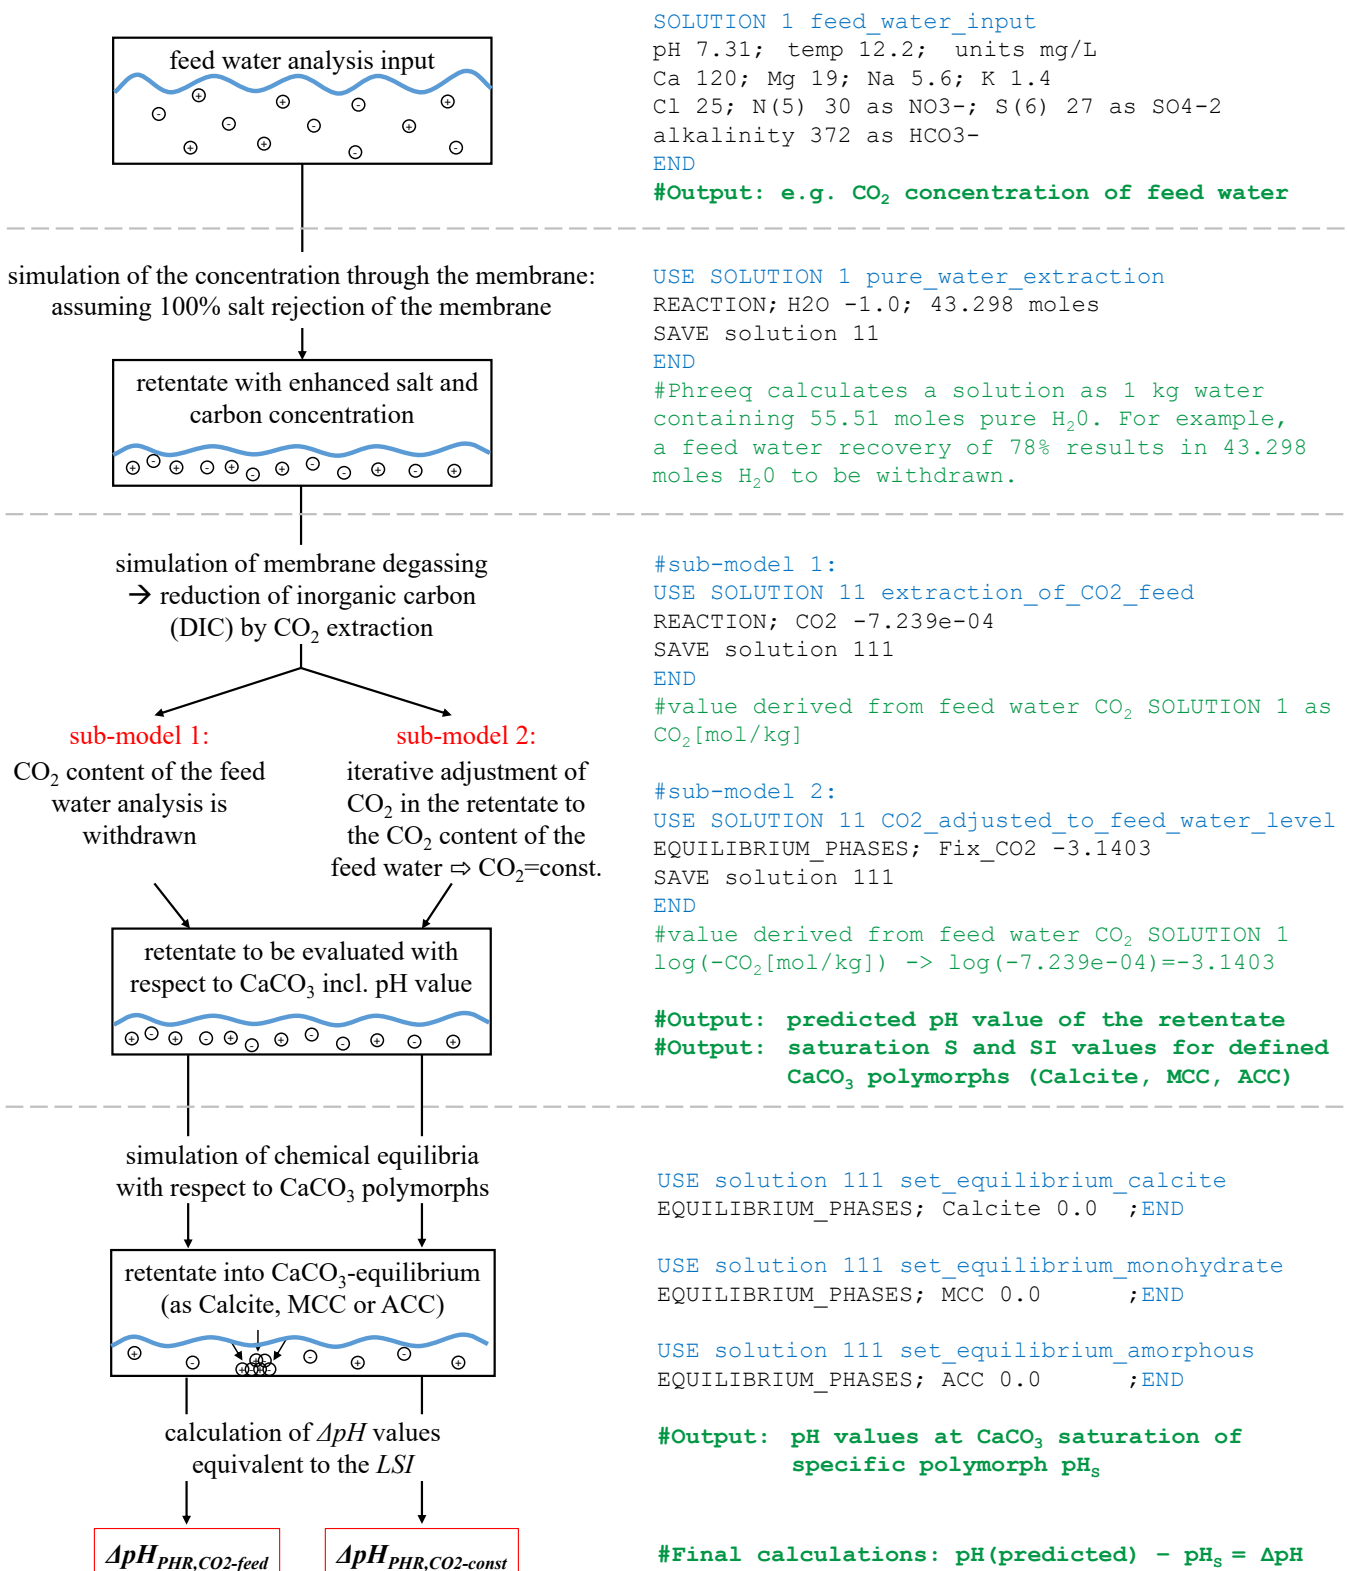 feed water analysis input
SOLUTION 1 feed_water_input
pH 7.31; temp 12.2; units mg/L
Ca 120; Mg 19; Na 5.6; K 1.4
Cl 25; N(5) 30 as NO3-; S(6) 27 as SO4-2
alkalinity 372 as HCO3-
END
#Output: e.g. CO2 concentration of feed water
simulation of the concentration through the membrane:
assuming 100% salt rejection of the membrane
retentate with enhanced salt and
carbon concentration
USE SOLUTION 1 pure_water_extraction
REACTION; H2O -1.0; 43.298 moles
SAVE solution 11
END
#Phreeq calculates a solution as 1 kg water
containing 55.51 moles pure H20. For example,
a feed water recovery of 78% results in 43.298
moles H20 to be withdrawn.
simulation of membrane degassing
→ reduction of inorganic carbon
(DIC) by CO2 extraction
sub-model 1:
CO2 content of the feed
water analysis is
withdrawn
sub-model 2:
iterative adjustment of
CO2 in the retentate to
the CO2 content of the
feed water ⇨ CO2=const.
retentate to be evaluated with
respect to CaCO3 incl. pH value
#sub-model 1:
USE SOLUTION 11 extraction_of_CO2_feed
REACTION; CO2 -7.239e-04
SAVE solution 111
END
#value derived from feed water CO2 SOLUTION 1 as
CO2[mol/kg]
#sub-model 2:
USE SOLUTION 11 CO2_adjusted_to_feed_water_level
EQUILIBRIUM_PHASES; Fix_CO2 -3.1403
SAVE solution 111
END
#value derived from feed water CO2 SOLUTION 1
log(-CO2[mol/kg]) -> log(-7.239e-04)=-3.1403
#Output: predicted pH value of the retentate
#Output: saturation S and SI values for defined
CaCO3 polymorphs (Calcite, MCC, ACC)
simulation of chemical equilibria
with respect to CaCO3 polymorphs
retentate into CaCO3-equilibrium
(as Calcite, MCC or ACC)
calculation of ΔpH values
equivalent to the LSI
ΔpHPHR,CO2-feed
ΔpHPHR,CO2-const
USE solution 111 set_equilibrium_calcite
EQUILIBRIUM_PHASES; Calcite 0.0 ;END
USE solution 111 set_equilibrium_monohydrate
EQUILIBRIUM_PHASES; MCC 0.0 ;END
USE solution 111 set_equilibrium_amorphous
EQUILIBRIUM_PHASES; ACC 0.0 ;END
#Output: pH values at CaCO3 saturation of
specific polymorph pHs
#Final calculations: pH(predicted) – pHs = ΔpH